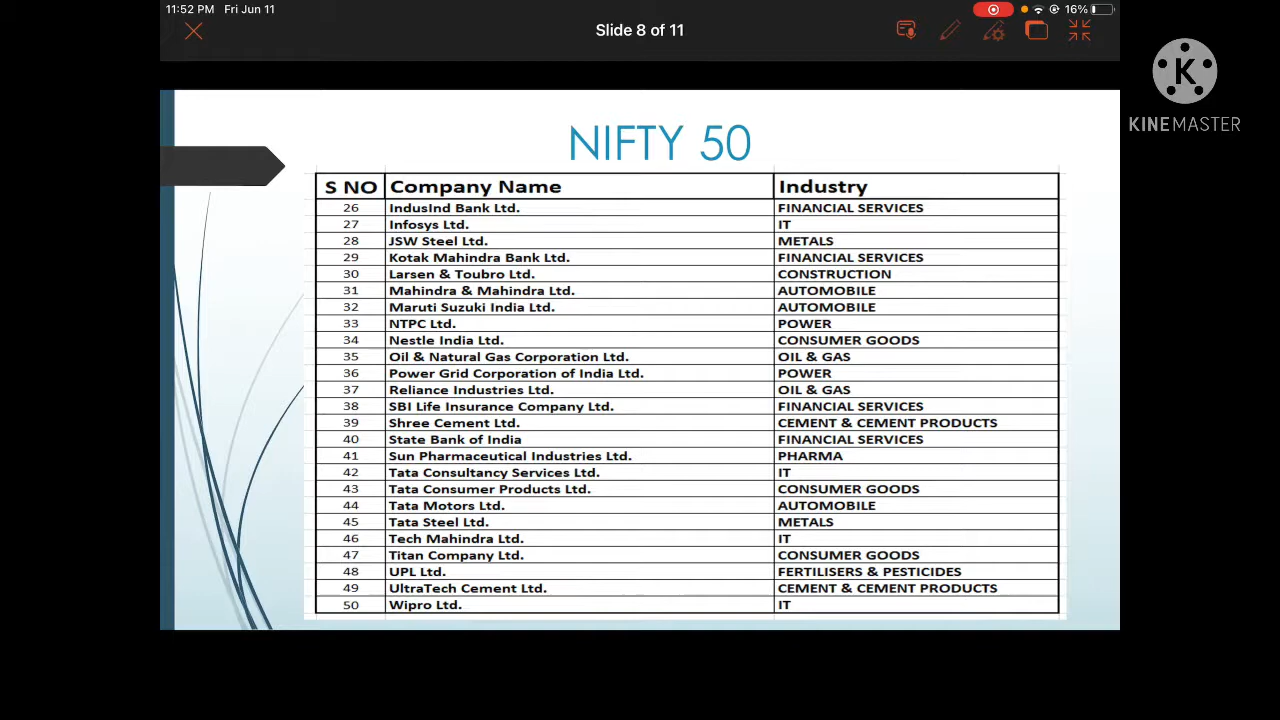 11:52 PM Fri Jun 11 16%
Slide 8 of 11
K
KINEMASTER
NIFTY 50
S NO Company Name Industry
26 IndusInd Bank Ltd. FINANCIAL SERVICES
27 Infosys Ltd. IT
28 JSW Steel Ltd. METALS
29 Kotak Mahindra Bank Ltd. FINANCIAL SERVICES
30 Larsen & Toubro Ltd. CONSTRUCTION
31 Mahindra & Mahindra Ltd. AUTOMOBILE
32 Maruti Suzuki India Ltd. AUTOMOBILE
33 NTPC Ltd. POWER
34 Nestle India Ltd. CONSUMER GOODS
35 Oil & Natural Gas Corporation Ltd. OIL & GAS
36 Power Grid Corporation of India Ltd. POWER
37 Reliance Industries Ltd. OIL & GAS
38 SBI Life Insurance Company Ltd. FINANCIAL SERVICES
39 Shree Cement Ltd. CEMENT & CEMENT PRODUCTS
40 State Bank of India FINANCIAL SERVICES
41 Sun Pharmaceutical Industries Ltd. PHARMA
42 Tata Consultancy Services Ltd. IT
43 Tata Consumer Products Ltd. CONSUMER GOODS
44 Tata Motors Ltd. AUTOMOBILE
45 Tata Steel Ltd. METALS
46 Tech Mahindra Ltd. IT
47 Titan Company Ltd. CONSUMER GOODS
48 UPL Ltd. FERTILISERS & PESTICIDES
49 UltraTech Cement Ltd. CEMENT & CEMENT PRODUCTS
50 Wipro Ltd. IT